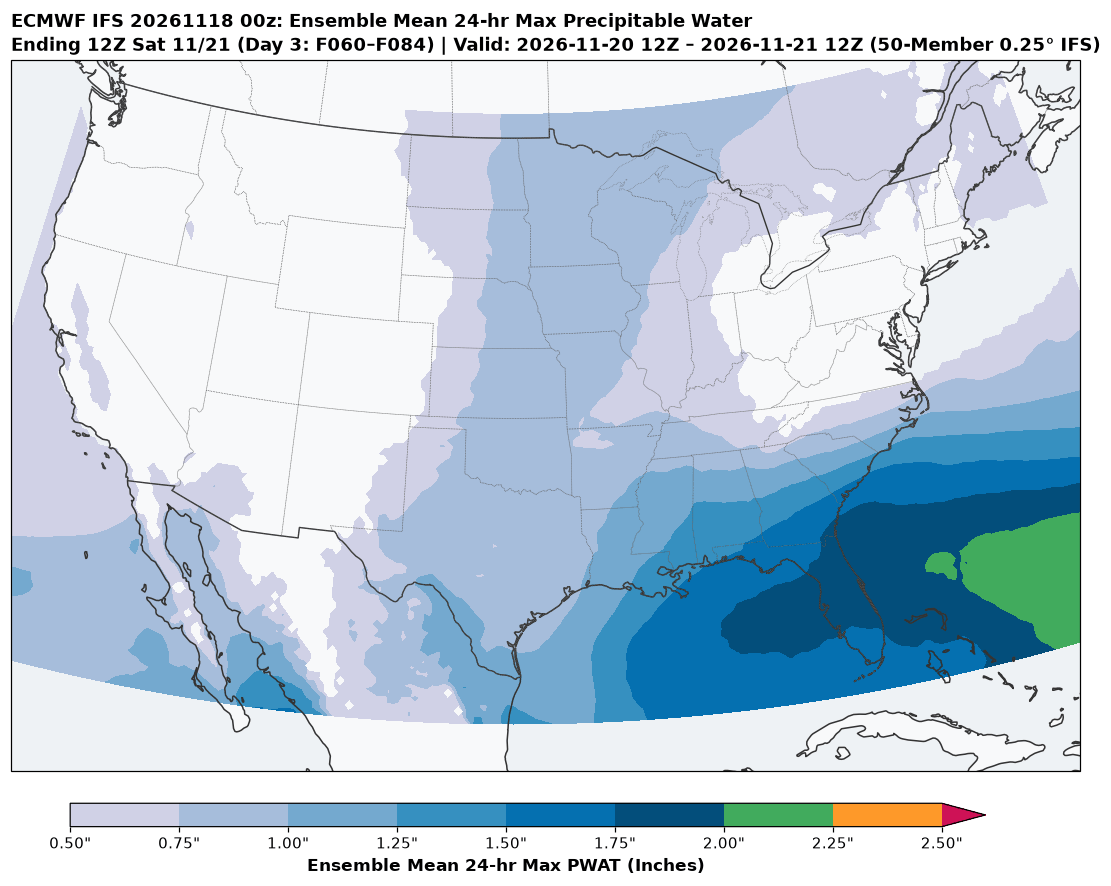 ECMWF IFS 20261118 00z: Ensemble Mean 24-hr Max Precipitable Water
Ending 12Z Sat 11/21 (Day 3: F060–F084) | Valid: 2026-11-20 12Z – 2026-11-21 12Z (50-Member 0.25° IFS)
0.50" 0.75" 1.00" 1.25" 1.50" 1.75" 2.00" 2.25" 2.50"
Ensemble Mean 24-hr Max PWAT (Inches)